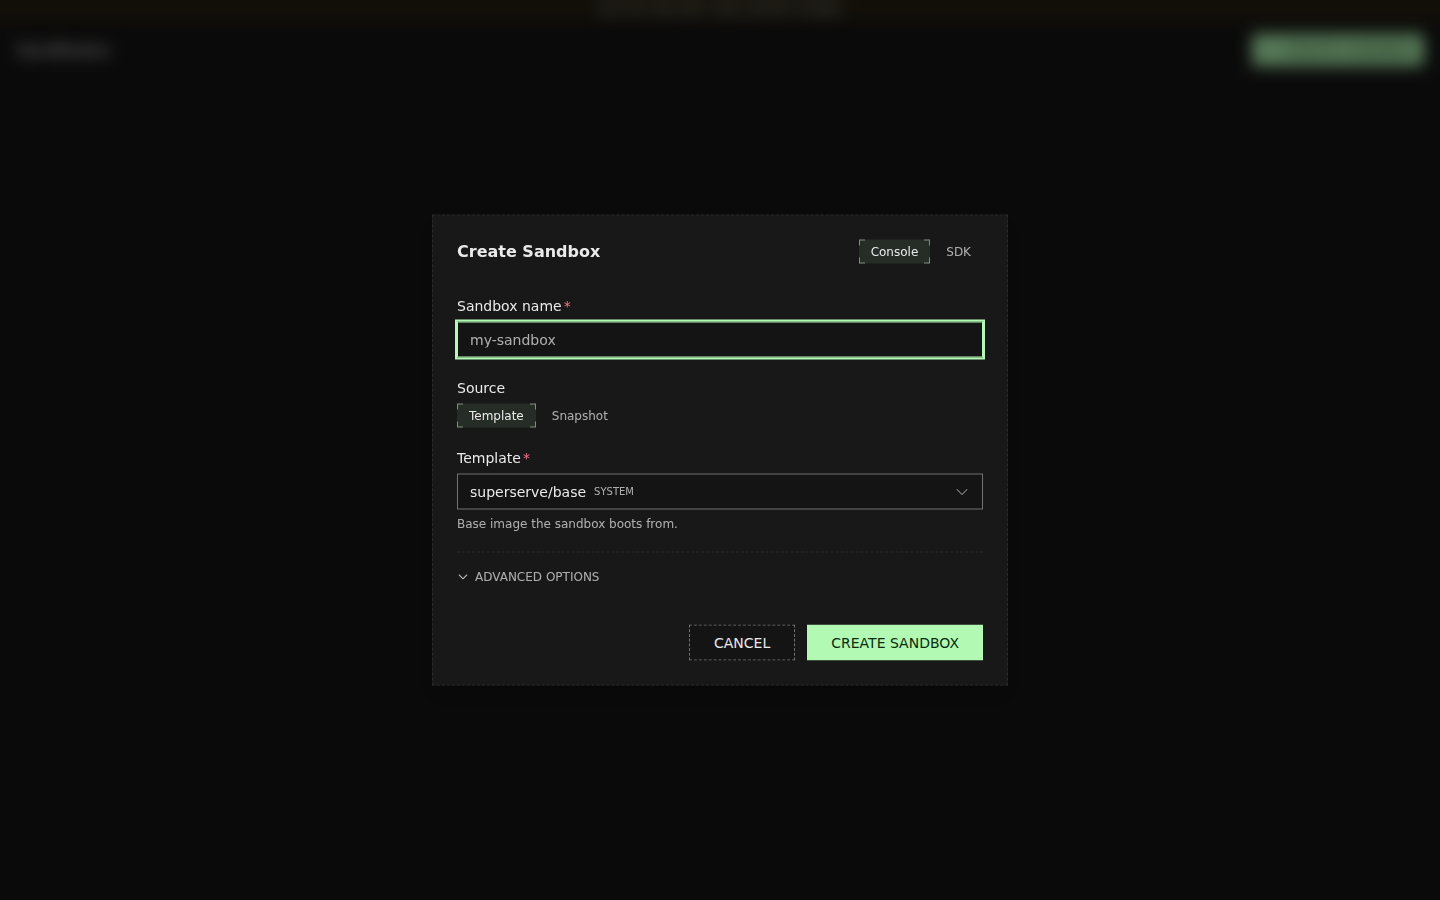 Create Sandbox
Console SDK
Sandbox name*
my-sandbox
Source
Template Snapshot
Template*
superserve/base SYSTEM
Base image the sandbox boots from.
ADVANCED OPTIONS
CANCEL CREATE SANDBOX